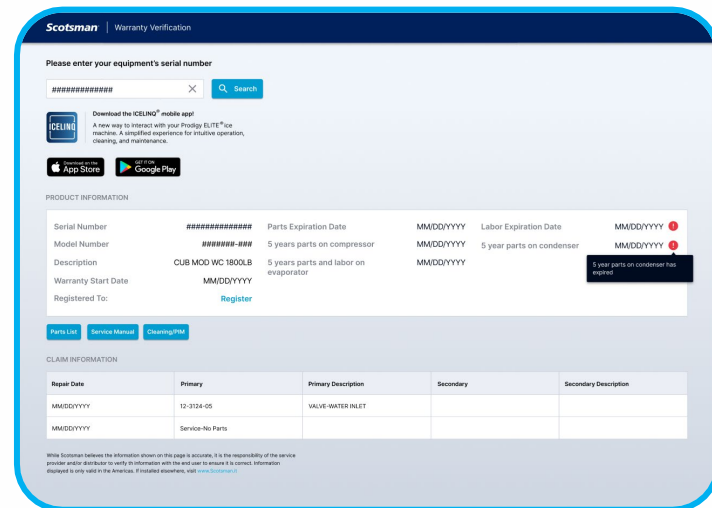 Scotsman | Warranty Verification
Please enter your equipment's serial number
#############
Search
ICELINQ
Download the ICELINQ® mobile app!
A new way to interact with your Prodigy ELITE® ice
machine. A simplified experience for intuitive operation,
cleaning, and maintenance.
Download on the
App Store
GET IT ON
Google Play
PRODUCT INFORMATION
Serial Number ##############
Model Number #######-###
Description CUB MOD WC 1800LB
Warranty Start Date MM/DD/YYYY
Registered To: Register
Parts Expiration Date MM/DD/YYYY
5 years parts on compressor MM/DD/YYYY
5 years parts and labor on MM/DD/YYYY
evaporator
Labor Expiration Date MM/DD/YYYY !
5 year parts on condenser MM/DD/YYYY !
5 year parts on condenser has
expired
Parts List Service Manual Cleaning/PIM
CLAIM INFORMATION
Repair Date Primary Primary Description Secondary Secondary Description
MM/DD/YYYY 12-3124-05 VALVE-WATER INLET
MM/DD/YYYY Service-No Parts
While Scotsman believes the information shown on this page is accurate, it is the responsibility of the service
provider and/or distributor to verify th information with the end user to ensure it is correct. Information
displayed is only valid in the Americas. If installed elsewhere, visit www.Scotsman.it